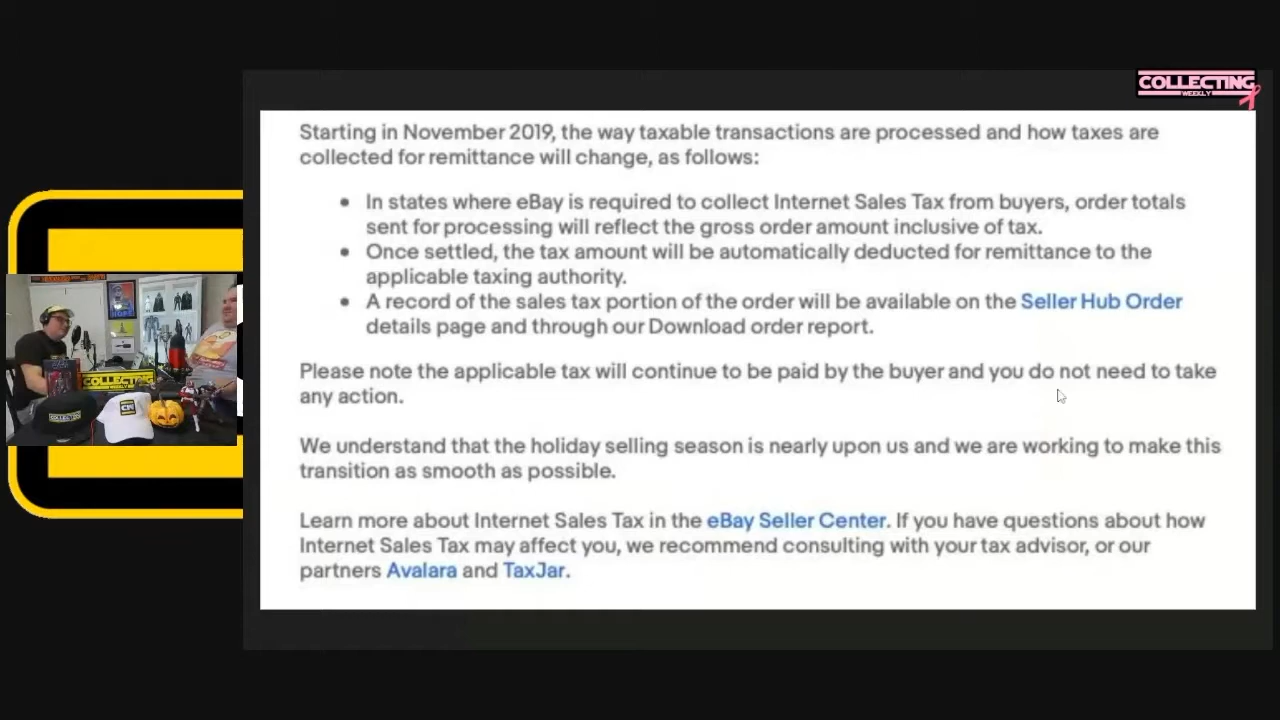 COLLECTING
WEEKLY
Starting in November 2019, the way taxable transactions are processed and how taxes are
collected for remittance will change, as follows:
In states where eBay is required to collect Internet Sales Tax from buyers, order totals
sent for processing will reflect the gross order amount inclusive of tax.
Once settled, the tax amount will be automatically deducted for remittance to the
applicable taxing authority.
A record of the sales tax portion of the order will be available on the Seller Hub Order
details page and through our Download order report.
Please note the applicable tax will continue to be paid by the buyer and you do not need to take
any action.
We understand that the holiday selling season is nearly upon us and we are working to make this
transition as smooth as possible.
Learn more about Internet Sales Tax in the eBay Seller Center. If you have questions about how
Internet Sales Tax may affect you, we recommend consulting with your tax advisor, or our
partners Avalara and TaxJar.
HOPE
COLLECTING